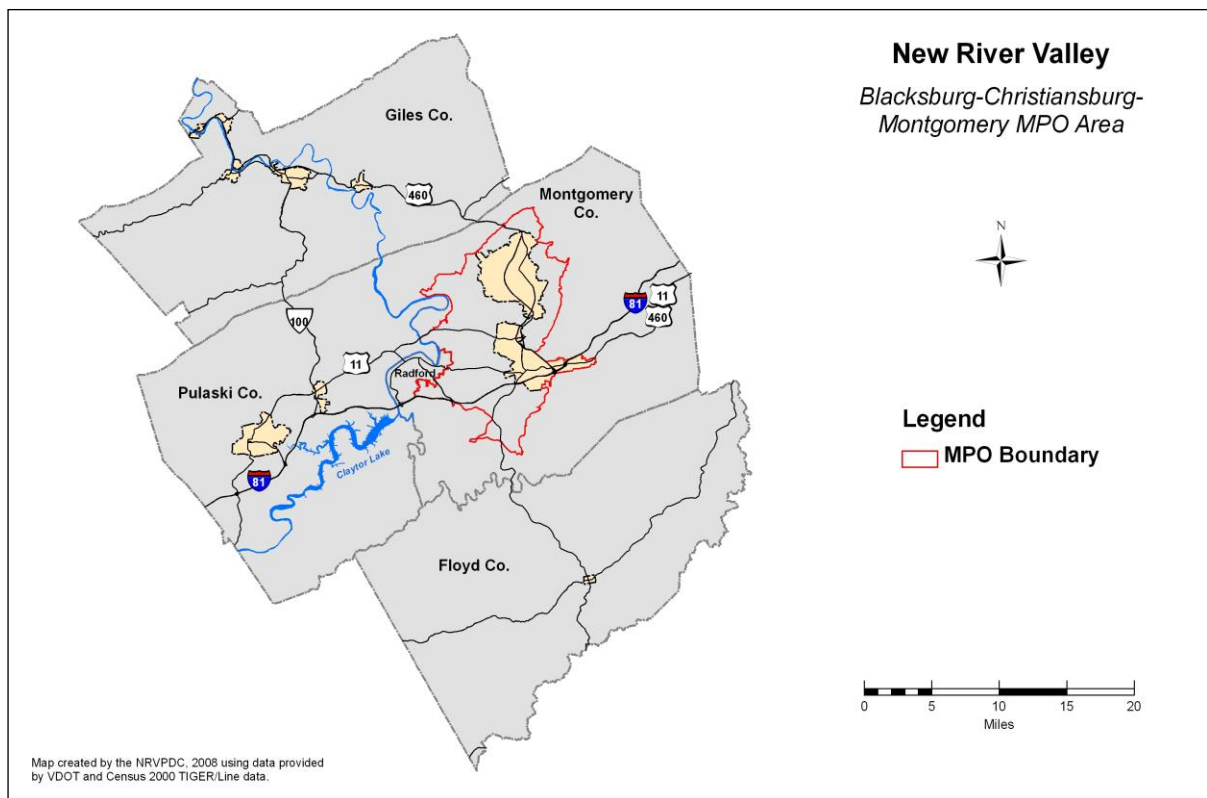 New River Valley
Blacksburg-Christiansburg-
Montgomery MPO Area
Giles Co.
460
Montgomery
Co.
N
81
11
460
100
11
Radford
Pulaski Co.
Claytor Lake
81
Floyd Co.
Legend
MPO Boundary
0 5 10 15 20
Miles
Map created by the NRVPDC, 2008 using data provided
by VDOT and Census 2000 TIGER/Line data.